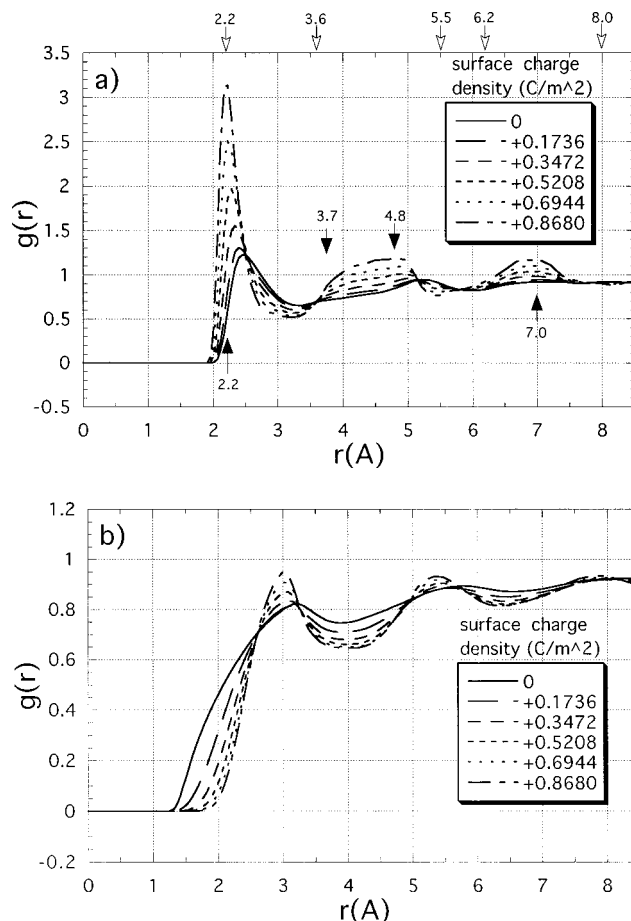 2.2 3.6 5.5 6.2 8.0
a)
3.5
3
2.5
2
1.5
1
0.5
0
-0.5
g(r)
surface charge
density (C/m^2)
0
+0.1736
+0.3472
+0.5208
+0.6944
+0.8680
3.7
4.8
7.0
2.2
0 1 2 3 4 5 6 7 8
r(A)
b)
1.2
1
0.8
0.6
0.4
0.2
0
-0.2
g(r)
surface charge
density (C/m^2)
0
+0.1736
+0.3472
+0.5208
+0.6944
+0.8680
0 1 2 3 4 5 6 7 8
r(A)